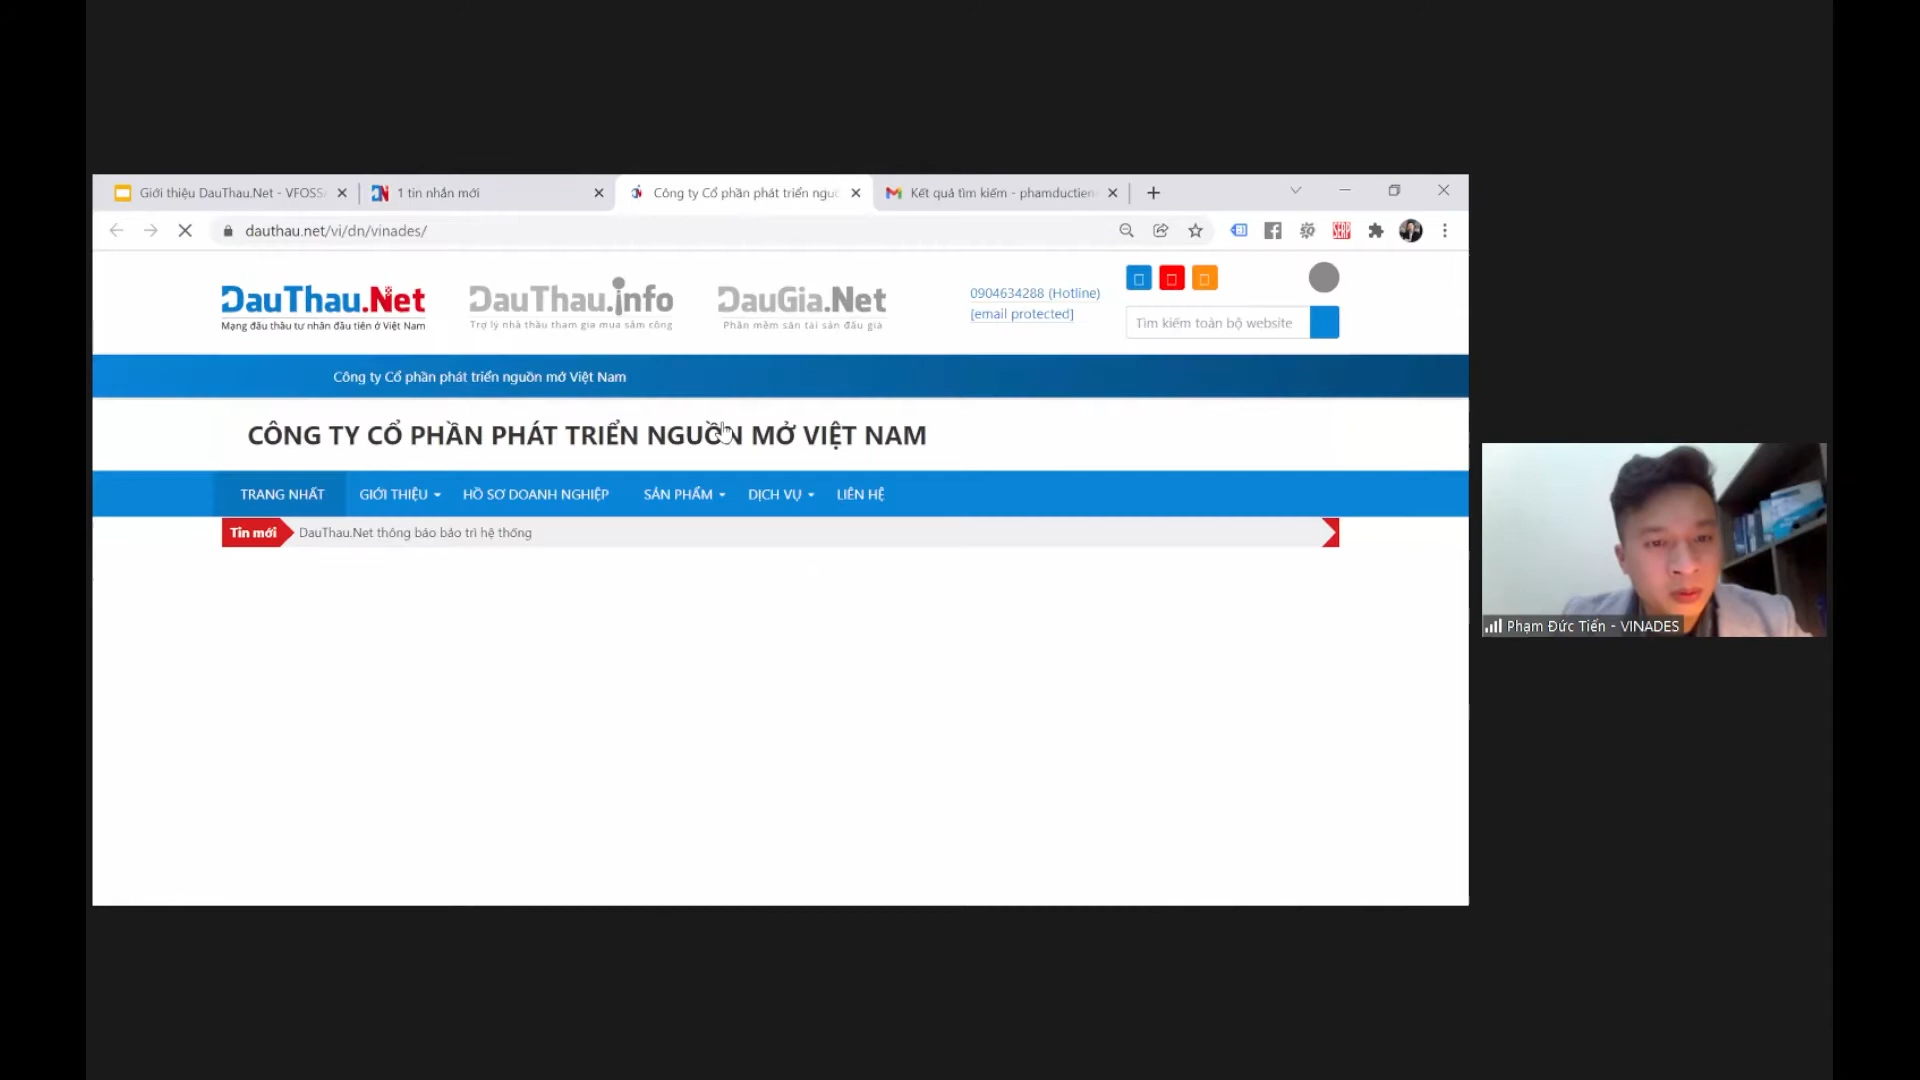 Giới thiệu DauThau.Net - VFOSSA
1 tin nhắn mới
Công ty Cổ phần phát triển nguồ
Kết quả tìm kiếm - phamductien
dauthau.net/vi/dn/vinades/
DauThau.Net
Mạng đấu thầu tư nhân đầu tiên ở Việt Nam
DauThau.info
Trợ lý nhà thầu tham gia mua sắm công
DauGia.Net
Phần mềm săn tài sản đấu giá
0904634288 (Hotline)
[email protected]
Tìm kiếm toàn bộ website
Công ty Cổ phần phát triển nguồn mở Việt Nam
CÔNG TY CỔ PHẦN PHÁT TRIỂN NGUỒN MỞ VIỆT NAM
TRANG NHẤT GIỚI THIỆU HỒ SƠ DOANH NGHIỆP SẢN PHẨM DỊCH VỤ LIÊN HỆ
Tin mới DauThau.Net thông báo bảo trì hệ thống
Phạm Đức Tiến - VINADES